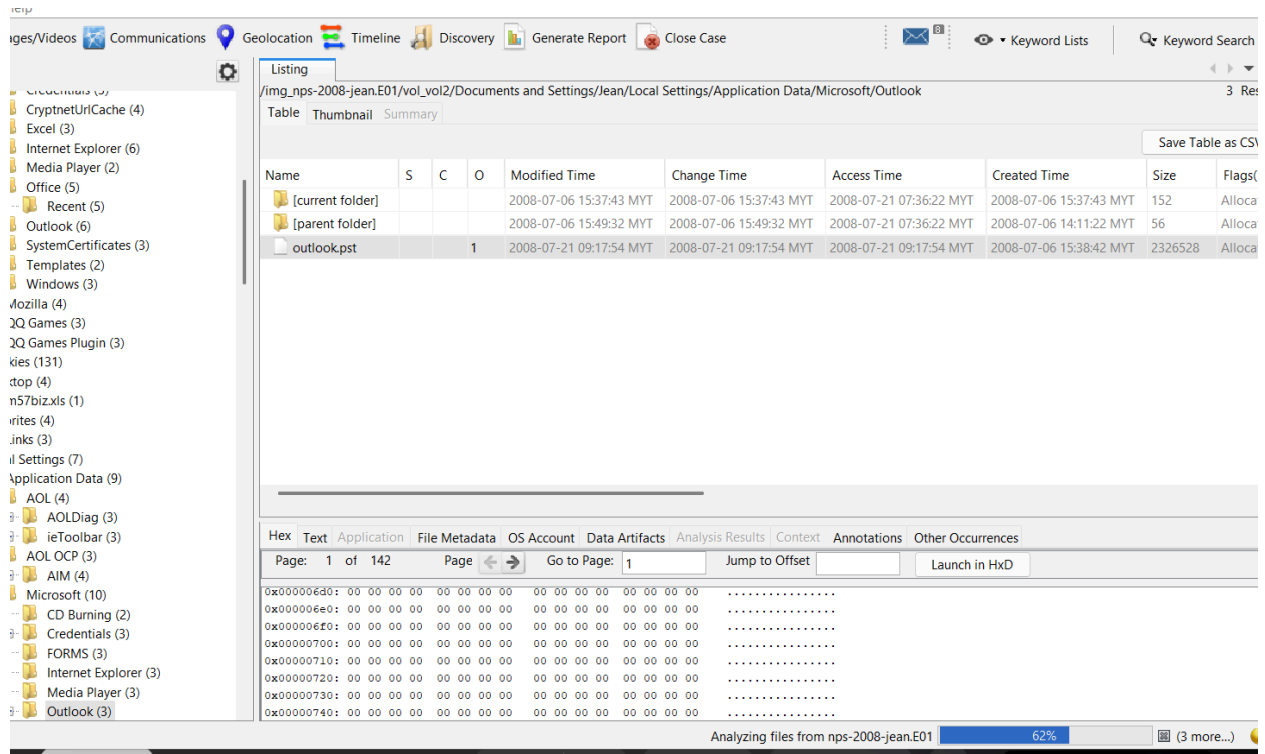 Help
ages/Videos Communications Geolocation Timeline Discovery Generate Report Close Case 8 Keyword Lists Keyword Search
Listing
/img_nps-2008-jean.E01/vol_vol2/Documents and Settings/Jean/Local Settings/Application Data/Microsoft/Outlook 3 Res
Table Thumbnail Summary
Save Table as CSV
Name S C O Modified Time Change Time Access Time Created Time Size Flags(
[current folder] 2008-07-06 15:37:43 MYT 2008-07-06 15:37:43 MYT 2008-07-21 07:36:22 MYT 2008-07-06 15:37:43 MYT 152 Alloca
[parent folder] 2008-07-06 15:49:32 MYT 2008-07-06 15:49:32 MYT 2008-07-21 07:36:22 MYT 2008-07-06 14:11:22 MYT 56 Alloca
outlook.pst 1 2008-07-21 09:17:54 MYT 2008-07-21 09:17:54 MYT 2008-07-21 09:17:54 MYT 2008-07-06 15:38:42 MYT 2326528 Alloca
Credentials (3)
CryptnetUrlCache (4)
Excel (3)
Internet Explorer (6)
Media Player (2)
Office (5)
Recent (5)
Outlook (6)
SystemCertificates (3)
Templates (2)
Windows (3)
Mozilla (4)
QQ Games (3)
QQ Games Plugin (3)
kies (131)
ktop (4)
m57biz.xls (1)
orites (4)
Links (3)
al Settings (7)
Application Data (9)
AOL (4)
AOLDiag (3)
ieToolbar (3)
AOL OCP (3)
AIM (4)
Microsoft (10)
CD Burning (2)
Credentials (3)
FORMS (3)
Internet Explorer (3)
Media Player (3)
Outlook (3)
Hex Text Application File Metadata OS Account Data Artifacts Analysis Results Context Annotations Other Occurrences
Page: 1 of 142 Page Go to Page: 1 Jump to Offset Launch in HxD
0x000006d0: 00 00 00 00 00 00 00 00 00 00 00 00 00 00 00 00 ................
0x000006e0: 00 00 00 00 00 00 00 00 00 00 00 00 00 00 00 00 ................
0x000006f0: 00 00 00 00 00 00 00 00 00 00 00 00 00 00 00 00 ................
0x00000700: 00 00 00 00 00 00 00 00 00 00 00 00 00 00 00 00 ................
0x00000710: 00 00 00 00 00 00 00 00 00 00 00 00 00 00 00 00 ................
0x00000720: 00 00 00 00 00 00 00 00 00 00 00 00 00 00 00 00 ................
0x00000730: 00 00 00 00 00 00 00 00 00 00 00 00 00 00 00 00 ................
0x00000740: 00 00 00 00 00 00 00 00 00 00 00 00 00 00 00 00 ................
Analyzing files from nps-2008-jean.E01 62% (3 more...)